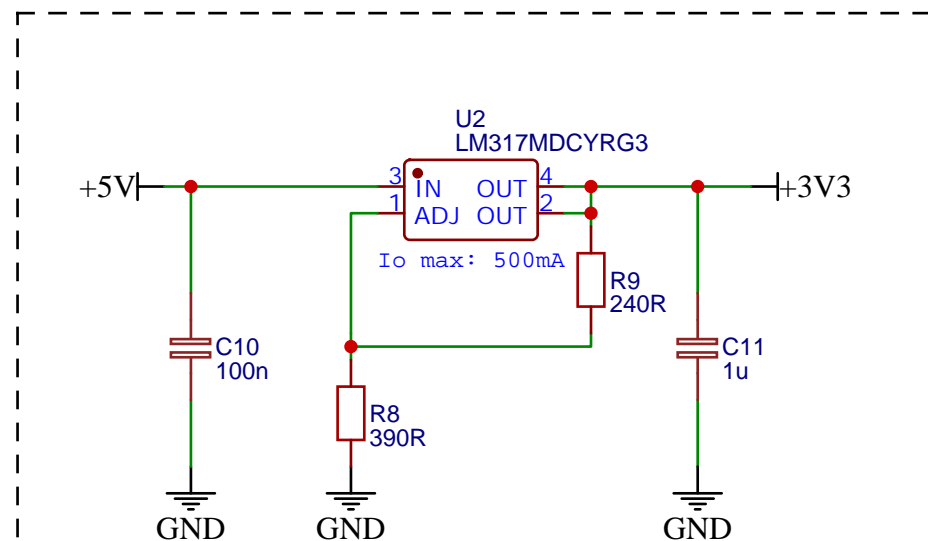 U2
LM317MDCYRG3
+5V
3
IN
OUT
4
+3V3
1
ADJ
OUT
2
Io max: 500mA
R9
240R
C10
100n
C11
1u
R8
390R
GND
GND
GND